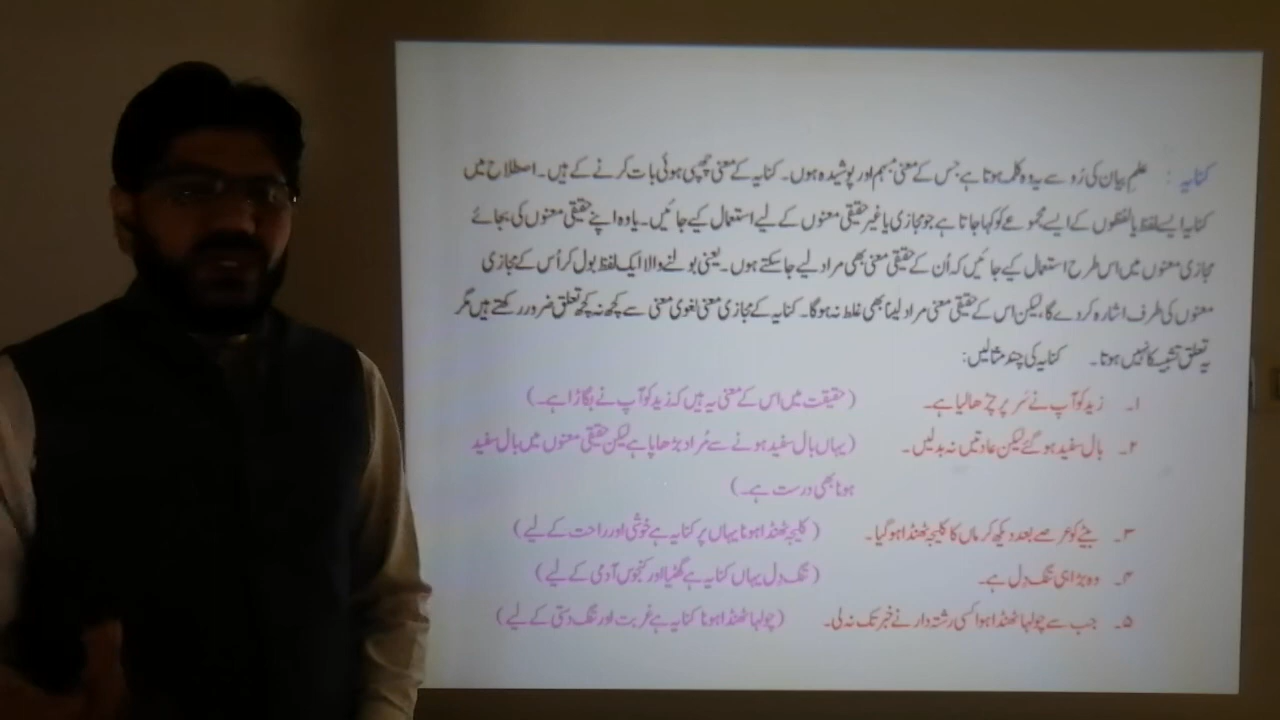 کنایہ : علمِ بیان کی رُو سے یہ وہ کلمہ ہوتا ہے جس کے معنی مبہم اور پوشیدہ ہوں۔ کنایہ کے معنی چھپی ہوئی بات کرنے کے ہیں۔ اصطلاح میں
کنایہ ایسے لفظ یا لفظوں کے ایسے مجموعے کو کہا جاتا ہے جو مجازی یا غیر حقیقی معنوں کے لیے استعمال کیے جائیں۔ یا وہ اپنے حقیقی معنوں کی بجائے
مجازی معنوں میں اس طرح استعمال کیے جائیں کہ اُن کے حقیقی معنی بھی مراد لیے جا سکتے ہوں۔ یعنی بولنے والا ایک لفظ بول کر اُس کے مجازی
معنوں کی طرف اشارہ کر دے گا، لیکن اس کے حقیقی معنی مراد لینا بھی غلط نہ ہوگا۔ کنایہ کے مجازی معنی لغوی معنی سے کچھ نہ کچھ تعلق ضرور رکھتے ہیں مگر
یہ تعلق تشبیہ کا نہیں ہوتا۔ کنایہ کی چند مثالیں:
۱۔ زید کو آپ نے سَر پر چڑھا لیا ہے۔ (حقیقت میں اس کے معنی یہ ہیں کہ زید کو آپ نے بگاڑا ہے۔)
۲۔ بال سفید ہو گئے لیکن عادتیں نہ بدلیں۔ (یہاں بال سفید ہونے سے مُراد بڑھاپا ہے لیکن حقیقی معنوں میں بال سفید
ہونا بھی درست ہے۔)
۳۔ بیٹے کو عرصے بعد دیکھ کر ماں کا کلیجہ ٹھنڈا ہو گیا۔ (کلیجہ ٹھنڈا ہونا یہاں پر کنایہ ہے خوشی اور راحت کے لیے)
۴۔ وہ بڑا ہی تنگ دِل ہے۔ (تنگ دِل یہاں کنایہ ہے گھٹیا اور کنجوس آدمی کے لیے)
۵۔ جب سے چولہا ٹھنڈا ہوا کسی رشتہ دار نے خبر تک نہ لی۔ (چولہا ٹھنڈا ہونا کنایہ ہے غربت اور تنگ دستی کے لیے)